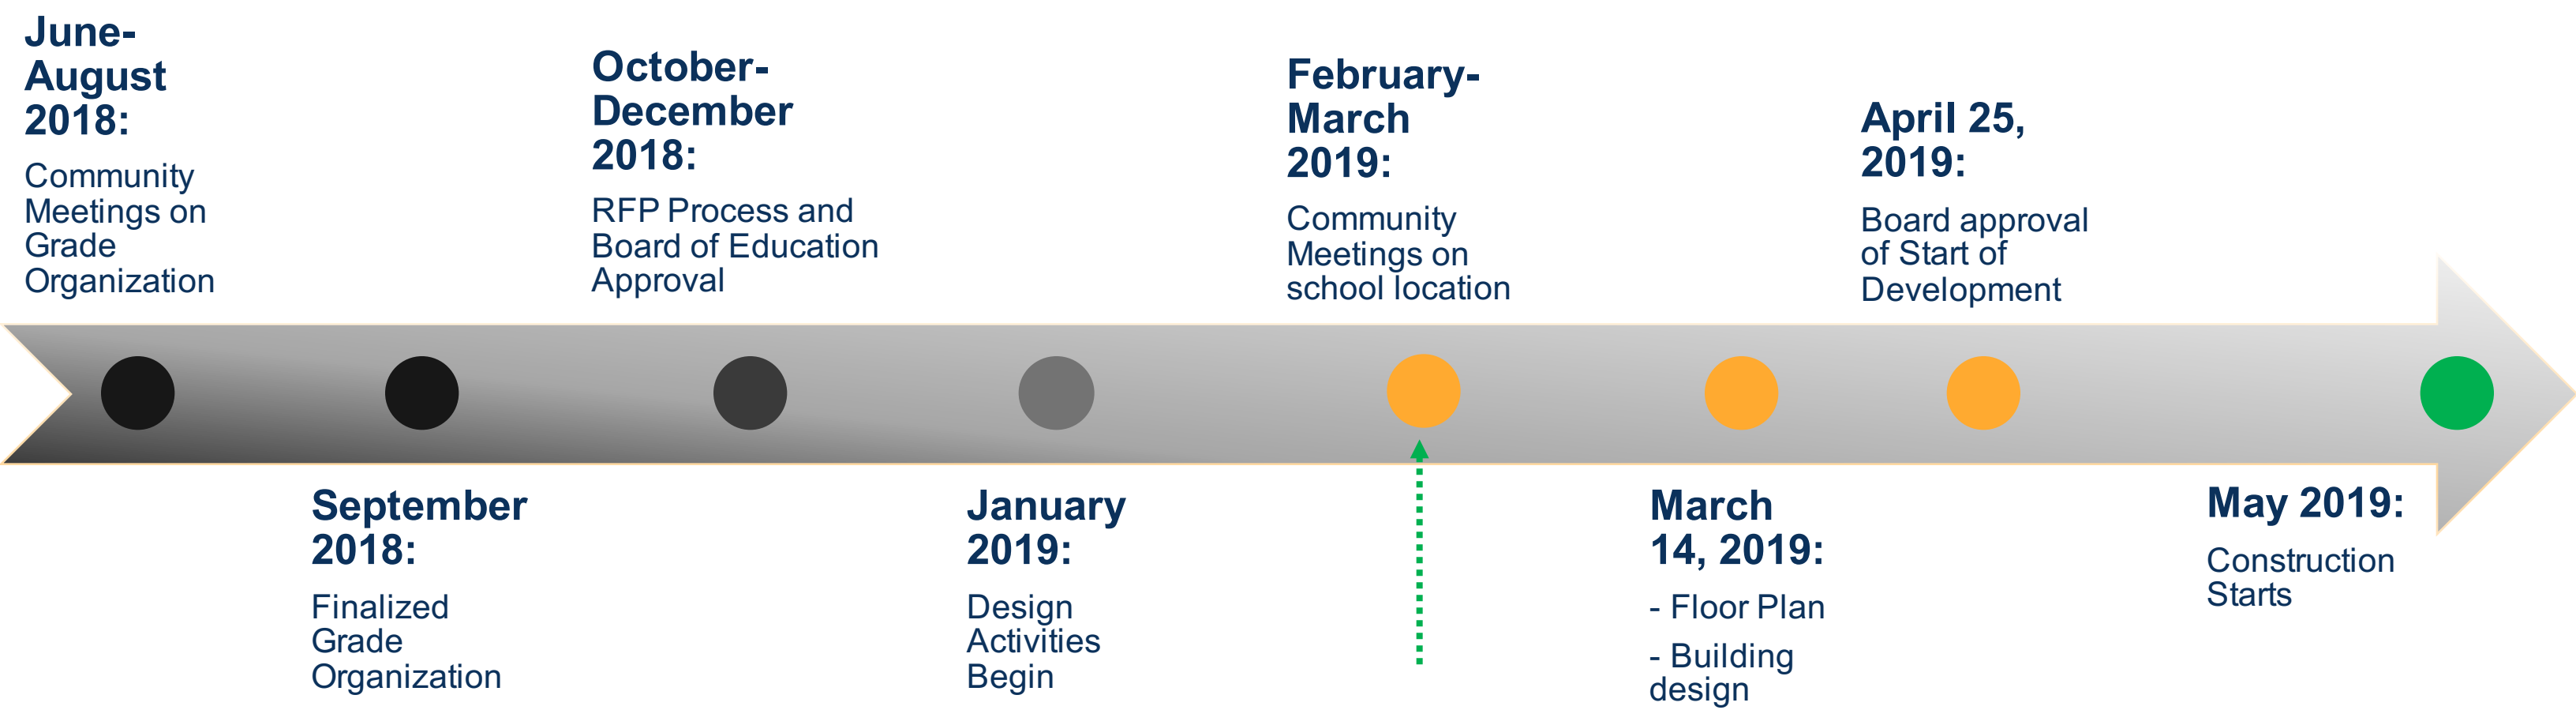 June-
August
2018:
Community
Meetings on
Grade
Organization
September
2018:
Finalized
Grade
Organization
October-
December
2018:
RFP Process and
Board of Education
Approval
January
2019:
Design
Activities
Begin
February-
March
2019:
Community
Meetings on
school location
March
14, 2019:
- Floor Plan
- Building
design
April 25,
2019:
Board approval
of Start of
Development
May 2019:
Construction
Starts